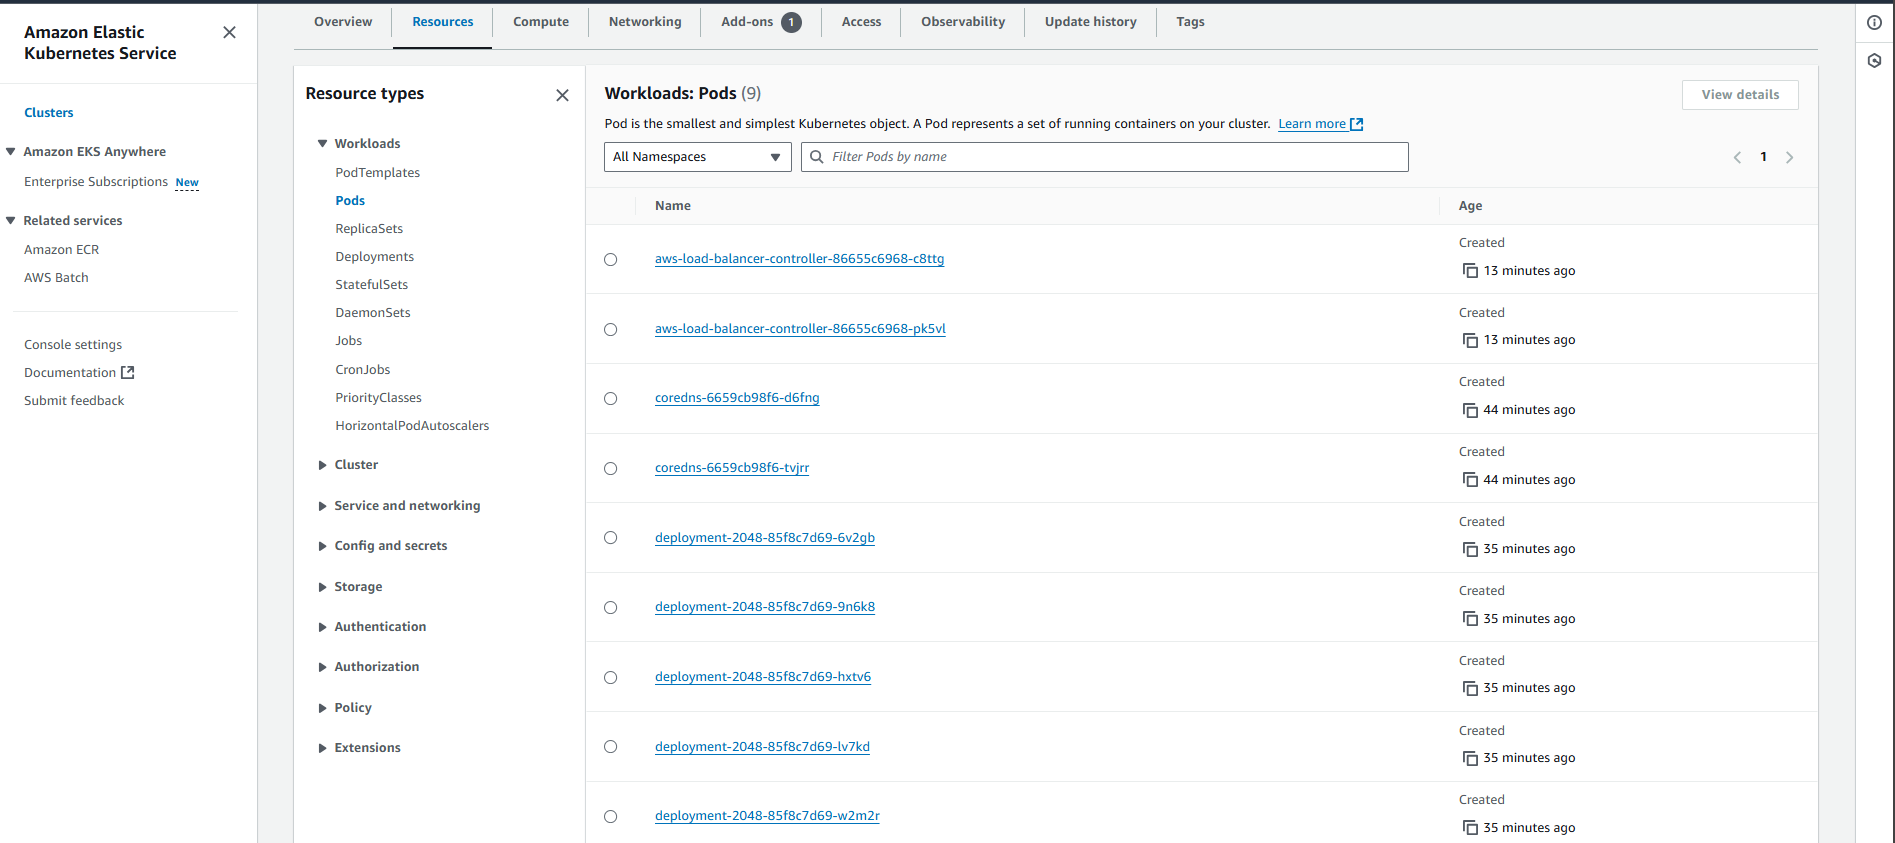 Amazon Elastic
Kubernetes Service
Clusters
Amazon EKS Anywhere
Enterprise Subscriptions New
Related services
Amazon ECR
AWS Batch
Console settings
Documentation
Submit feedback
Overview Resources Compute Networking Add-ons 1 Access Observability Update history Tags
Resource types
Workloads
PodTemplates
Pods
ReplicaSets
Deployments
StatefulSets
DaemonSets
Jobs
CronJobs
PriorityClasses
HorizontalPodAutoscalers
Cluster
Service and networking
Config and secrets
Storage
Authentication
Authorization
Policy
Extensions
Workloads: Pods (9)
View details
Pod is the smallest and simplest Kubernetes object. A Pod represents a set of running containers on your cluster. Learn more
All Namespaces Filter Pods by name 1
Name Age
Created
aws-load-balancer-controller-86655c6968-c8ttg 13 minutes ago
Created
aws-load-balancer-controller-86655c6968-pk5vl 13 minutes ago
Created
coredns-6659cb98f6-d6fng 44 minutes ago
Created
coredns-6659cb98f6-tvjrr 44 minutes ago
Created
deployment-2048-85f8c7d69-6v2gb 35 minutes ago
Created
deployment-2048-85f8c7d69-9n6k8 35 minutes ago
Created
deployment-2048-85f8c7d69-hxtv6 35 minutes ago
Created
deployment-2048-85f8c7d69-lv7kd 35 minutes ago
Created
deployment-2048-85f8c7d69-w2m2r 35 minutes ago